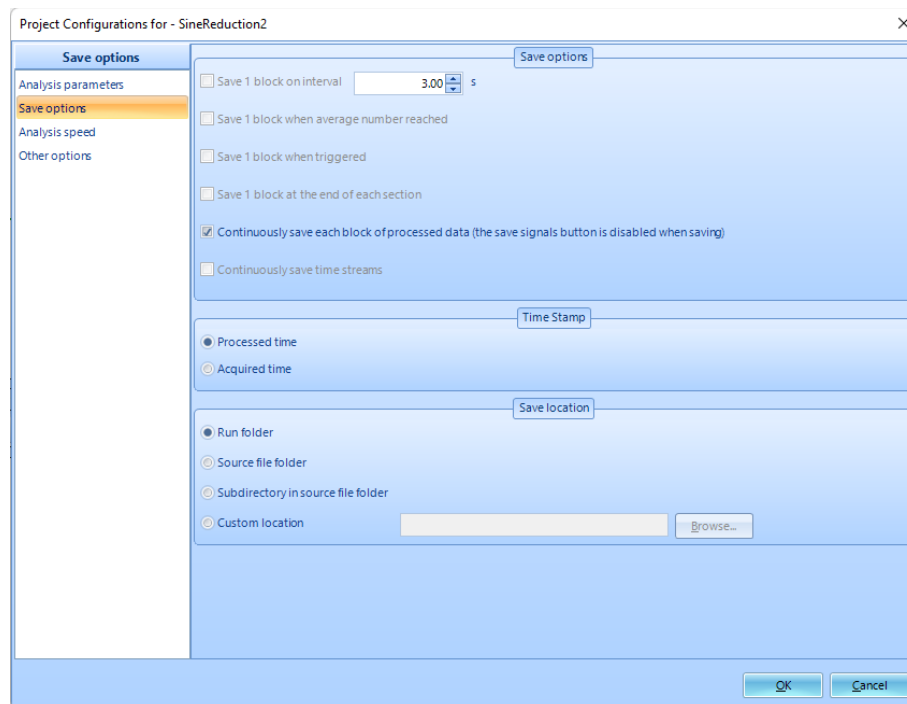 Project Configurations for - SineReduction2
Save options
Analysis parameters
Save options
Analysis speed
Other options
Save options
Save 1 block on interval 3.00 s
Save 1 block when average number reached
Save 1 block when triggered
Save 1 block at the end of each section
Continuously save each block of processed data (the save signals button is disabled when saving)
Continuously save time streams
Time Stamp
Processed time
Acquired time
Save location
Run folder
Source file folder
Subdirectory in source file folder
Custom location Browse...
OK Cancel